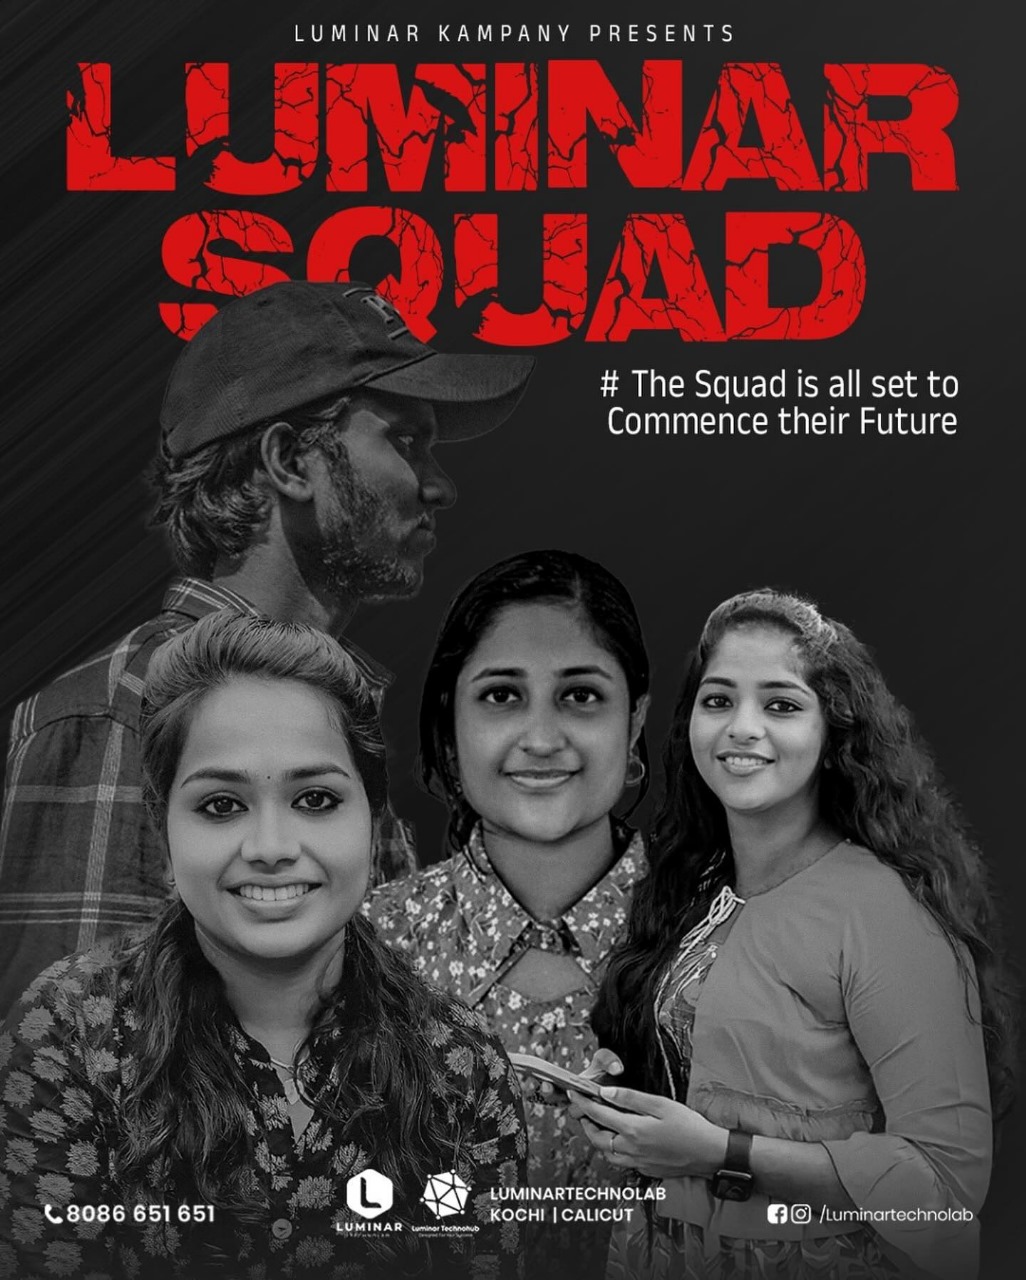 LUMINAR KAMPANY PRESENTS
LUMINAR
SQUAD
# The Squad is all set to
Commence their Future
8086 651 651
L
LUMINAR
Luminar Technohub
LUMINARTECHNOLAB
KOCHI | CALICUT
/Luminartechnolab